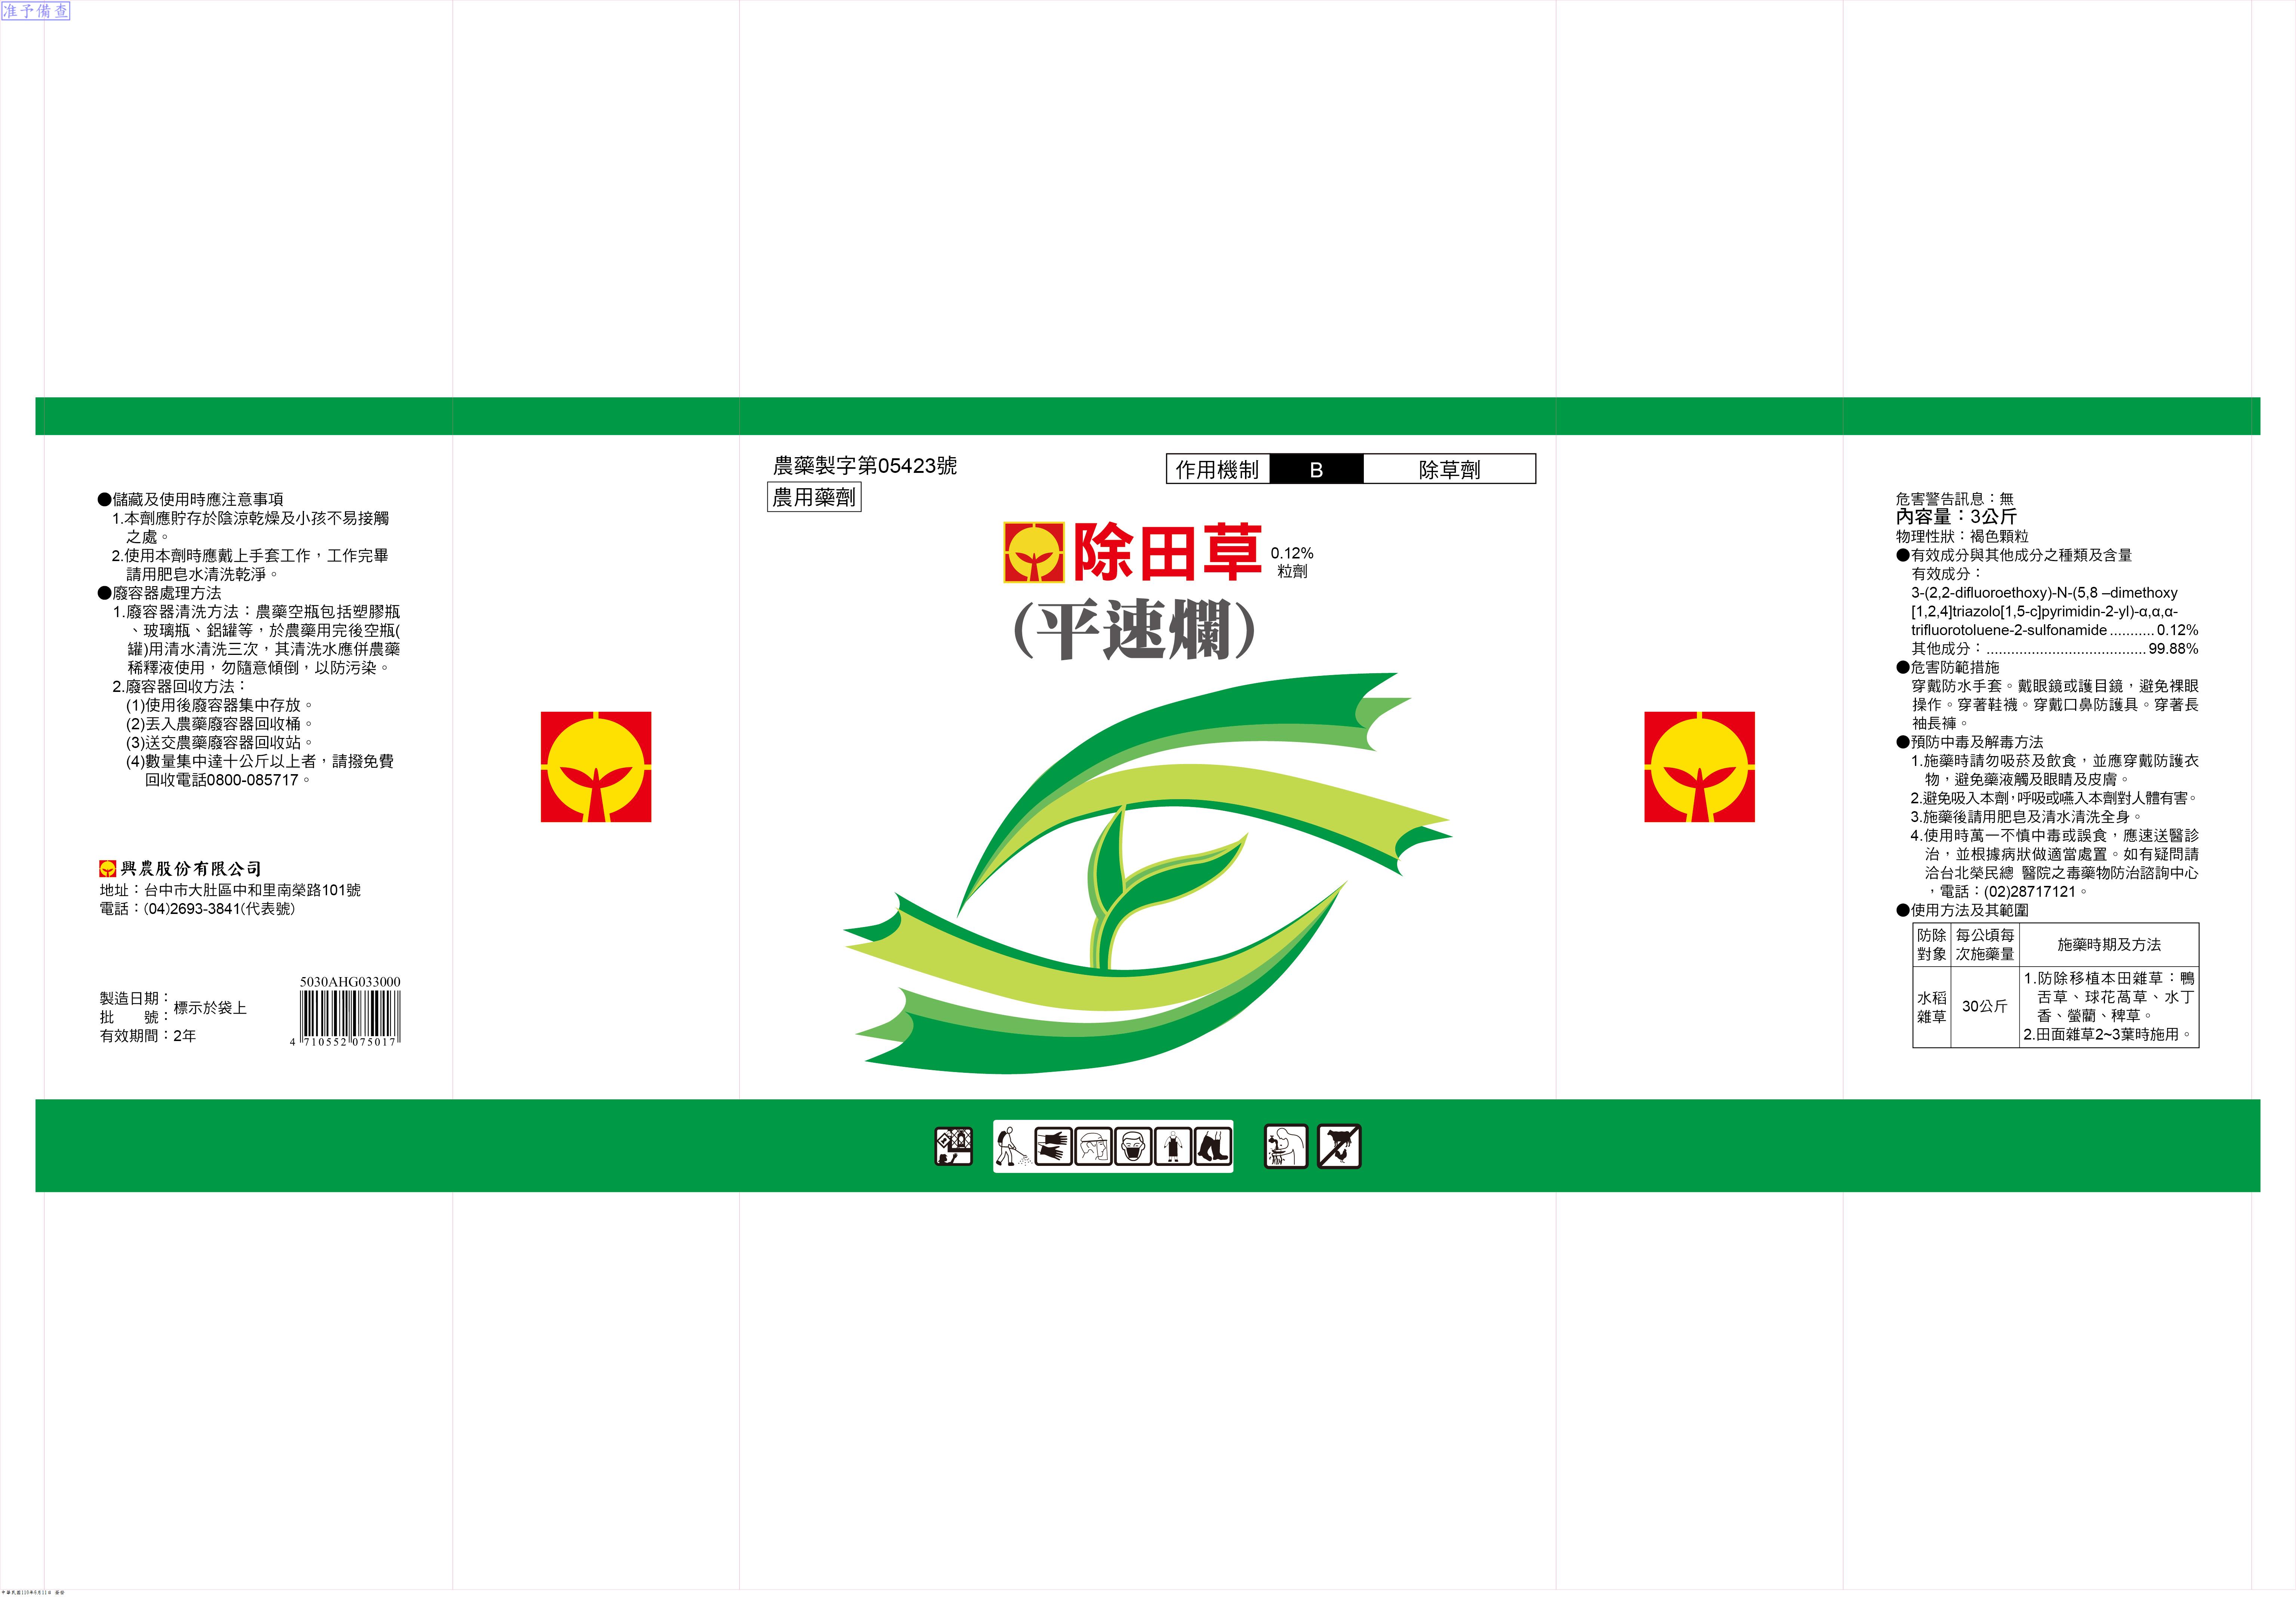 准予備查
●儲藏及使用時應注意事項
1.本劑應貯存於陰涼乾燥及小孩不易接觸
之處。
2.使用本劑時應戴上手套工作，工作完畢
請用肥皂水清洗乾淨。
●廢容器處理方法
1.廢容器清洗方法：農藥空瓶包括塑膠瓶
、玻璃瓶、鋁罐等，於農藥用完後空瓶(
罐)用清水清洗三次，其清洗水應併農藥
稀釋液使用，勿隨意傾倒，以防污染。
2.廢容器回收方法：
(1)使用後廢容器集中存放。
(2)丟入農藥廢容器回收桶。
(3)送交農藥廢容器回收站。
(4)數量集中達十公斤以上者，請撥免費
回收電話0800-085717。
興農股份有限公司
地址：台中市大肚區中和里南榮路101號
電話：(04)2693-3841(代表號)
製造日期：
批　　號：
標示於袋上
有效期間：2年
5030AHG033000
4 710552 075017
農藥製字第05423號
農用藥劑
作用機制 B 除草劑
除田草
0.12%
粒劑
(平速爛)
危害警告訊息：無
內容量：3公斤
物理性狀：褐色顆粒
●有效成分與其他成分之種類及含量
有效成分：
3-(2,2-difluoroethoxy)-N-(5,8 –dimethoxy
[1,2,4]triazolo[1,5-c]pyrimidin-2-yl)-α,α,α-
trifluorotoluene-2-sulfonamide ........... 0.12%
其他成分： ....................................... 99.88%
●危害防範措施
穿戴防水手套。戴眼鏡或護目鏡，避免裸眼
操作。穿著鞋襪。穿戴口鼻防護具。穿著長
袖長褲。
●預防中毒及解毒方法
1.施藥時請勿吸菸及飲食，並應穿戴防護衣
物，避免藥液觸及眼睛及皮膚。
2.避免吸入本劑，呼吸或嚥入本劑對人體有害。
3.施藥後請用肥皂及清水清洗全身。
4.使用時萬一不慎中毒或誤食，應速送醫診
治，並根據病狀做適當處置。如有疑問請
洽台北榮民總 醫院之毒藥物防治諮詢中心
，電話：(02)28717121。
●使用方法及其範圍
防除
對象
每公頃每
次施藥量
施藥時期及方法
水稻
雜草
30公斤
1.防除移植本田雜草：鴨
舌草、球花蒿草、水丁
香、螢藺、稗草。
2.田面雜草2~3葉時施用。